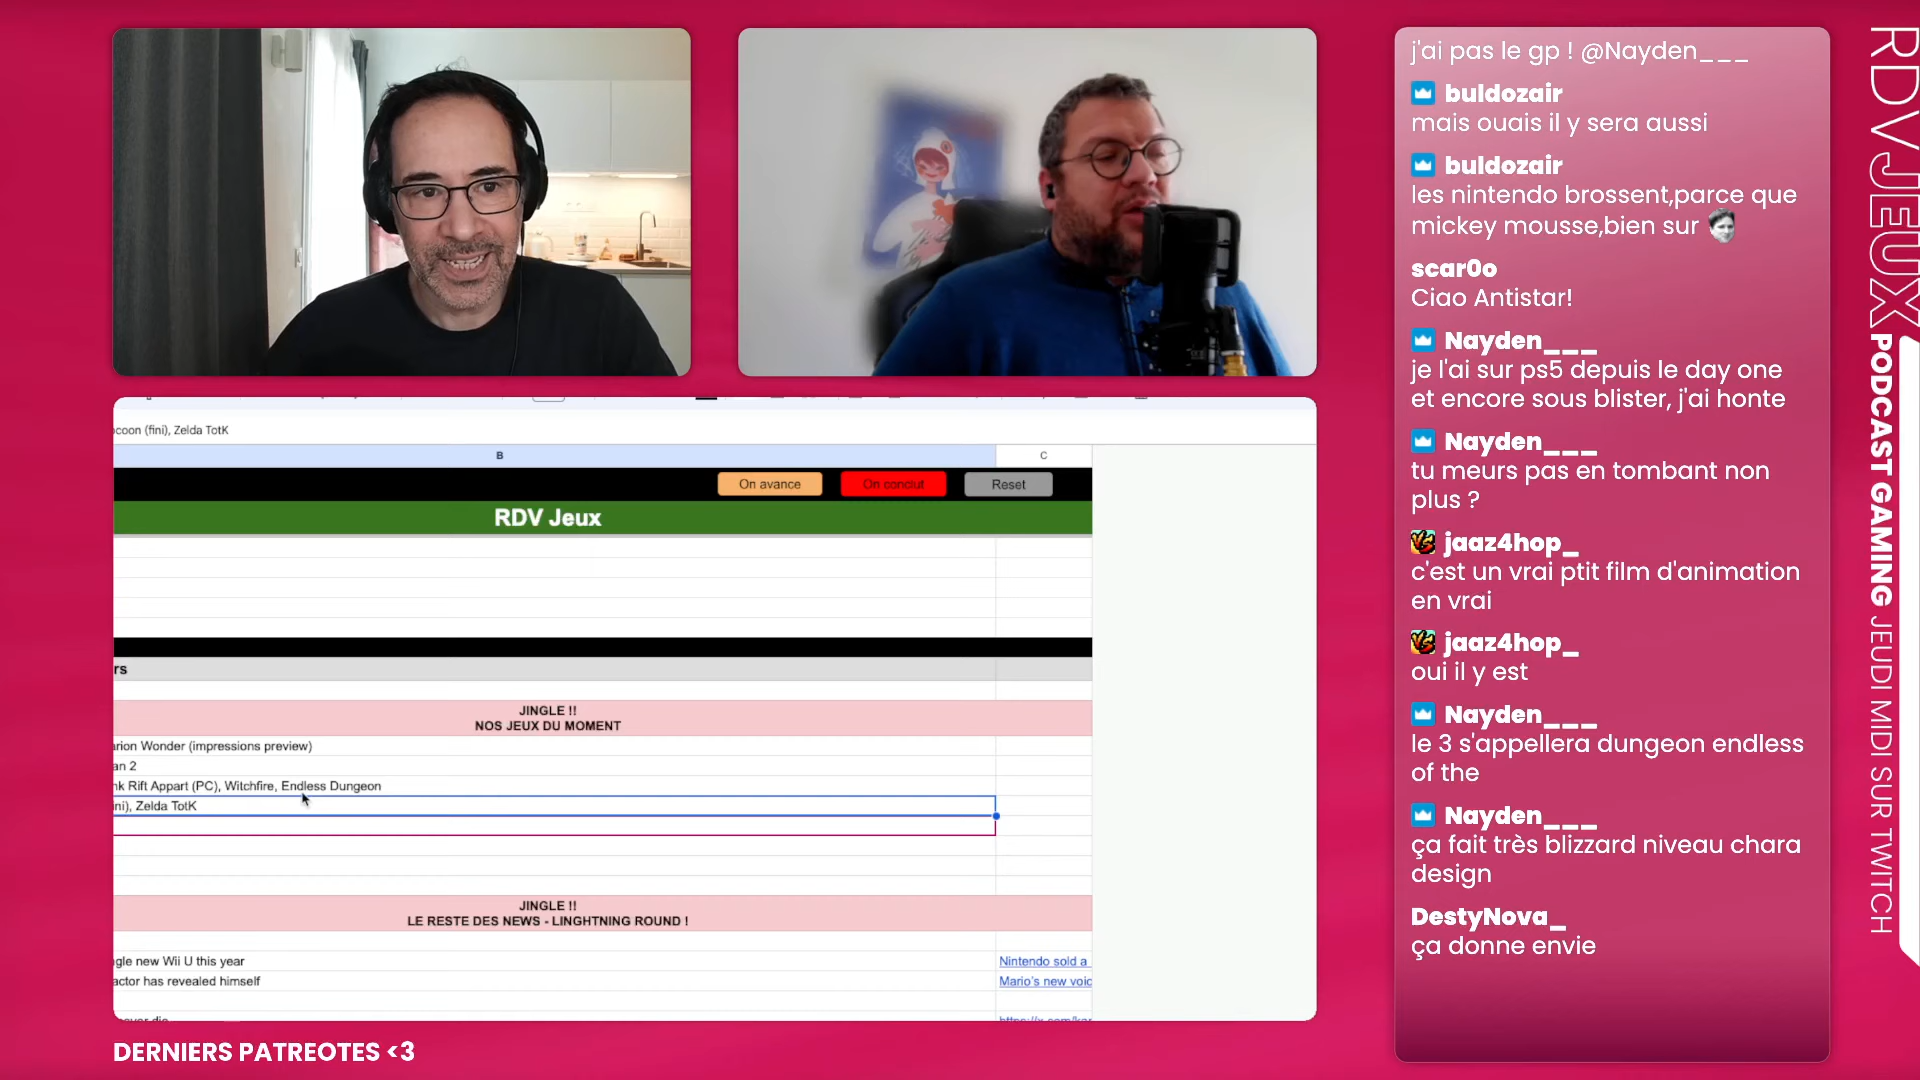 coon (fini), Zelda TotK
B
C
On avance
On conclut
Reset
RDV Jeux
rs
JINGLE !!
NOS JEUX DU MOMENT
rion Wonder (impressions preview)
an 2
nk Rift Appart (PC), Witchfire, Endless Dungeon
ini), Zelda TotK
JINGLE !!
LE RESTE DES NEWS - LINGHTNING ROUND !
gle new Wii U this year
Nintendo sold a
actor has revealed himself
Mario's new voic
DERNIERS PATREOTES <3
j'ai pas le gp ! @Nayden___
buldozair
mais ouais il y sera aussi
buldozair
les nintendo brossent,parce que
mickey mousse,bien sur
scar0o
Ciao Antistar!
Nayden___
je l'ai sur ps5 depuis le day one
et encore sous blister, j'ai honte
Nayden___
tu meurs pas en tombant non
plus ?
jaaz4hop_
c'est un vrai ptit film d'animation
en vrai
jaaz4hop_
oui il y est
Nayden___
le 3 s'appellera dungeon endless
of the
Nayden___
ça fait très blizzard niveau chara
design
DestyNova_
ça donne envie
RDV JEUX
PODCAST GAMING JEUDI MIDI SUR TWITCH